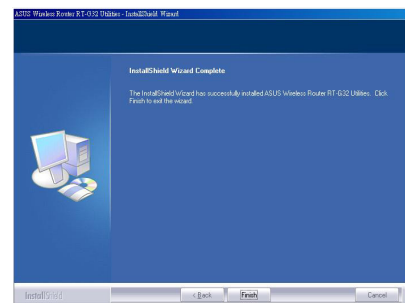 ASUS Wireless Router RT-G32 Utilities - InstallShield Wizard
InstallShield Wizard Complete
The InstallShield Wizard has successfully installed ASUS Wireless Router RT-G32 Utilities. Click
Finish to exit the wizard.
InstallShield
< Back
Finish
Cancel